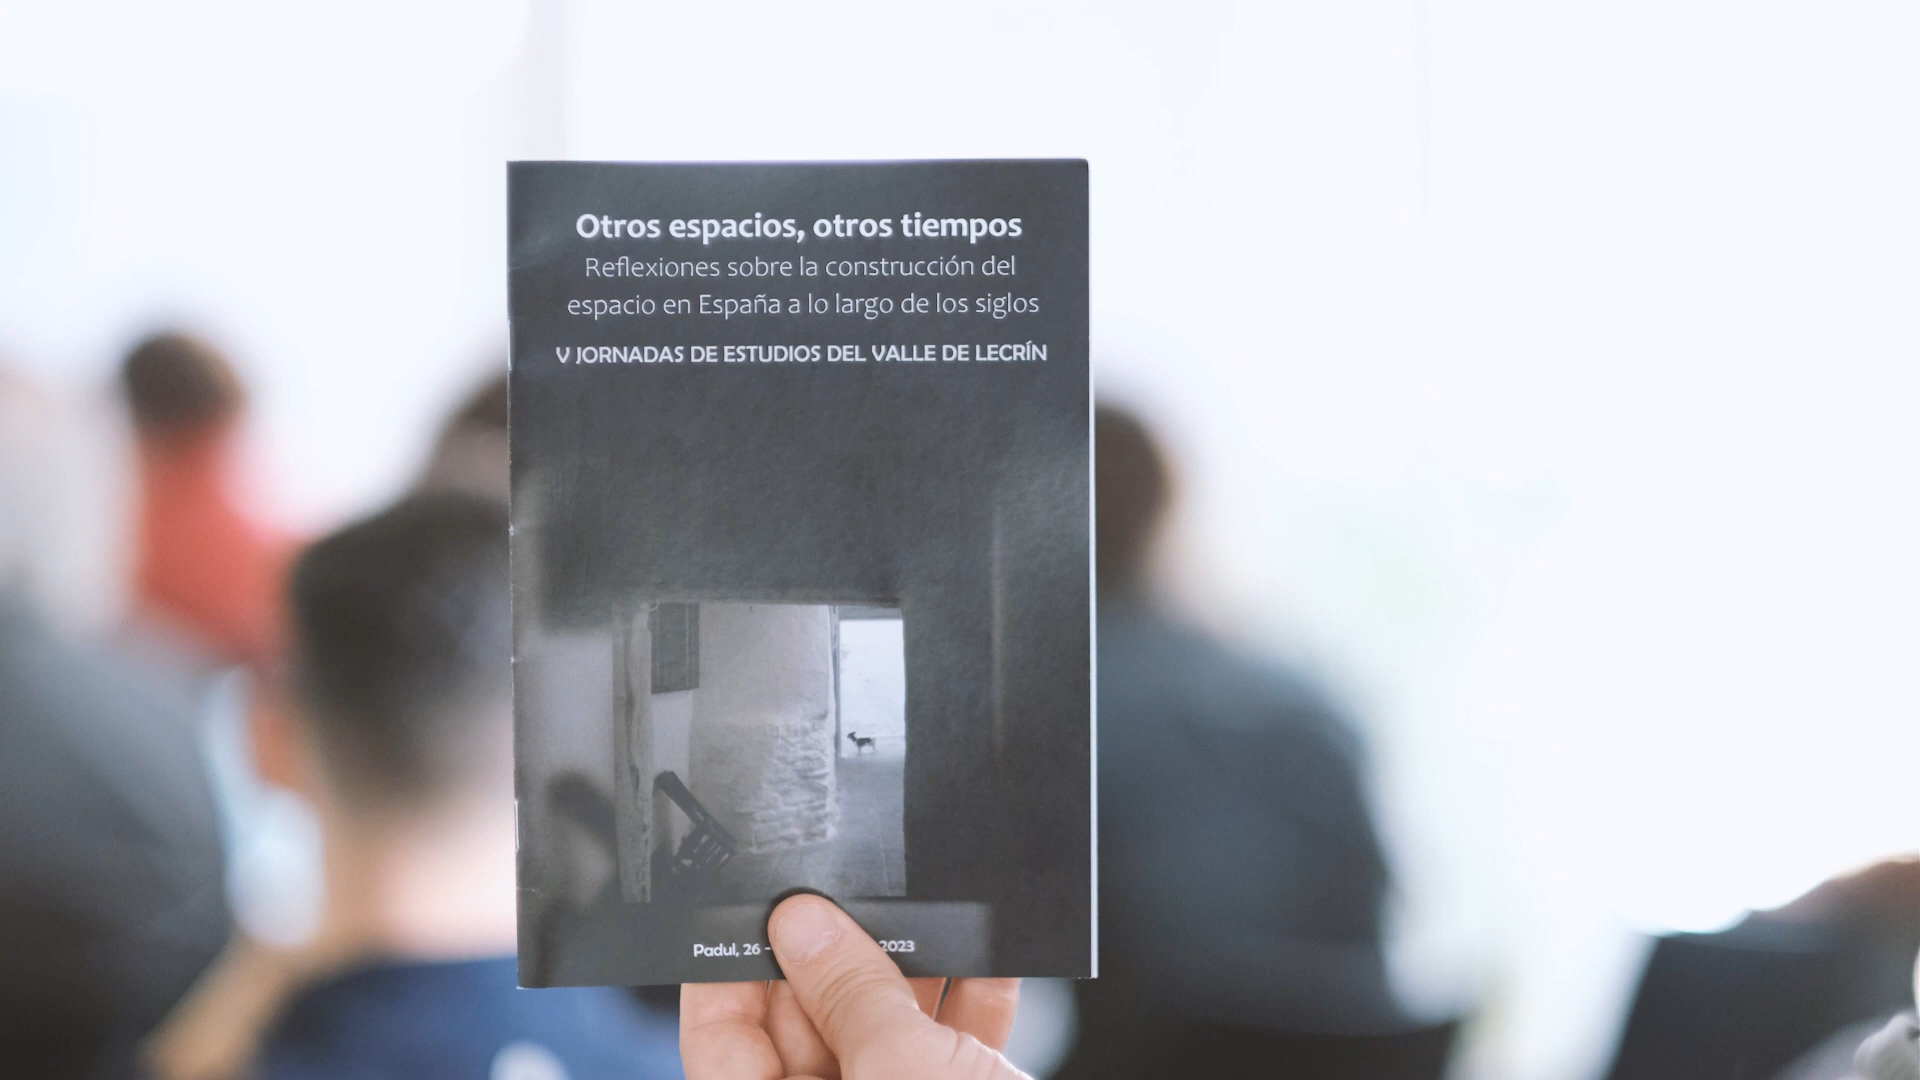 Otros espacios, otros tiempos
Reflexiones sobre la construcción del
espacio en España a lo largo de los siglos
V JORNADAS DE ESTUDIOS DEL VALLE DE LECRÍN
Padul, 26 - 2023